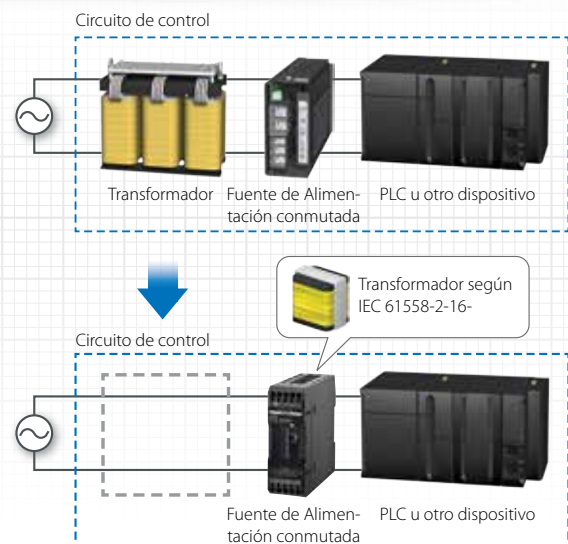 Circuito de control
Transformador
Fuente de Alimen-
tación conmutada
PLC u otro dispositivo
Transformador según
IEC 61558-2-16-
Circuito de control
Fuente de Alimen-
tación conmutada
PLC u otro dispositivo